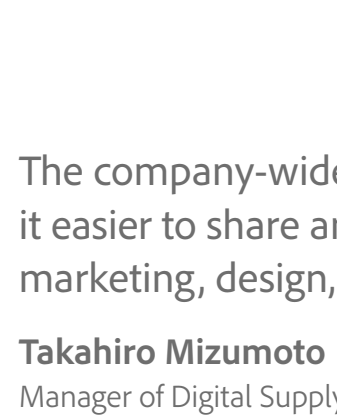 The company-wide
it easier to share
marketing, design,
Takahiro Mizumoto
Manager of Digital Supply